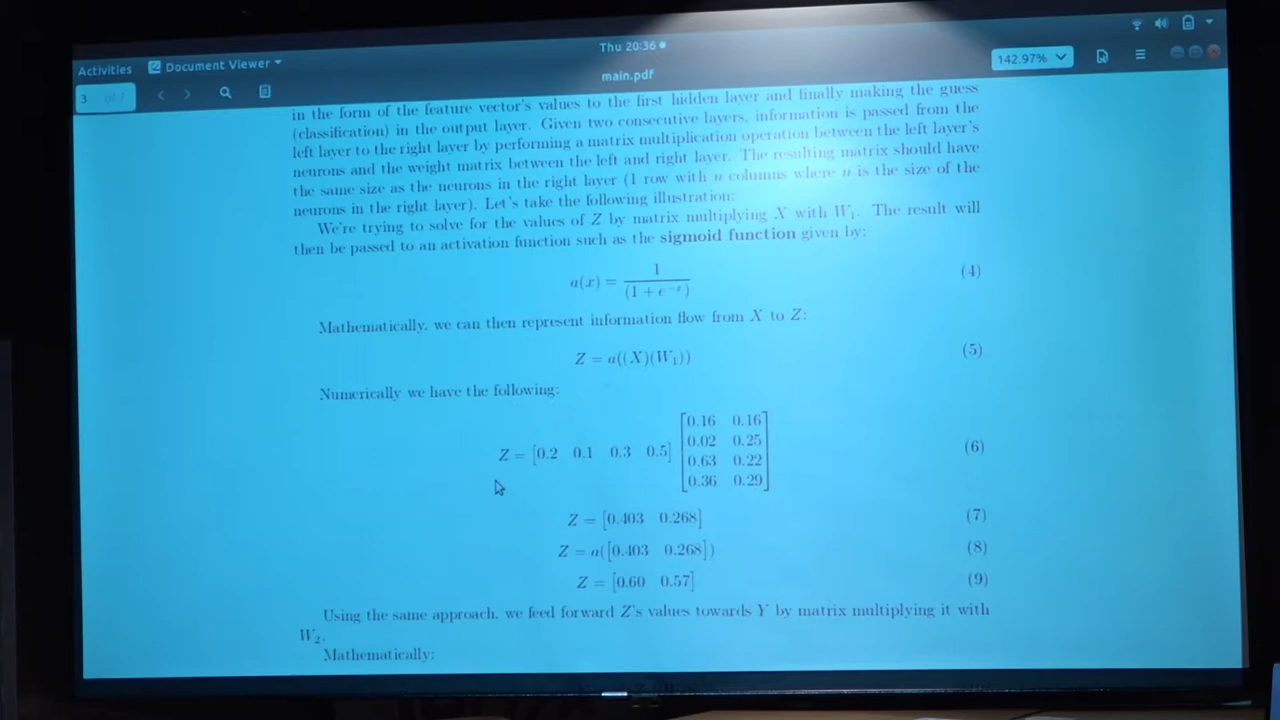 Thu 20:36
Activities Document Viewer
main.pdf
142.97%
3 of 7
in the form of the feature vector's values to the first hidden layer and finally making the guess
(classification) in the output layer. Given two consecutive layers, information is passed from the
left layer to the right layer by performing a matrix multiplication operation between the left layer's
neurons and the weight matrix between the left and right layer. The resulting matrix should have
the same size as the neurons in the right layer (1 row with n columns where n is the size of the
neurons in the right layer). Let's take the following illustration:
We're trying to solve for the values of Z by matrix multiplying X with W₁. The result will
then be passed to an activation function such as the sigmoid function given by:
a(x) = 1 / (1 + e⁻ˣ) (4)
Mathematically, we can then represent information flow from X to Z:
Z = a((X)(W₁)) (5)
Numerically we have the following:
Z = [0.2 0.1 0.3 0.5] [0.16 0.16
0.02 0.25
0.63 0.22
0.36 0.29] (6)
Z = [0.403 0.268] (7)
Z = a([0.403 0.268]) (8)
Z = [0.60 0.57] (9)
Using the same approach, we feed forward Z's values towards Y by matrix multiplying it with
W₂.
Mathematically: